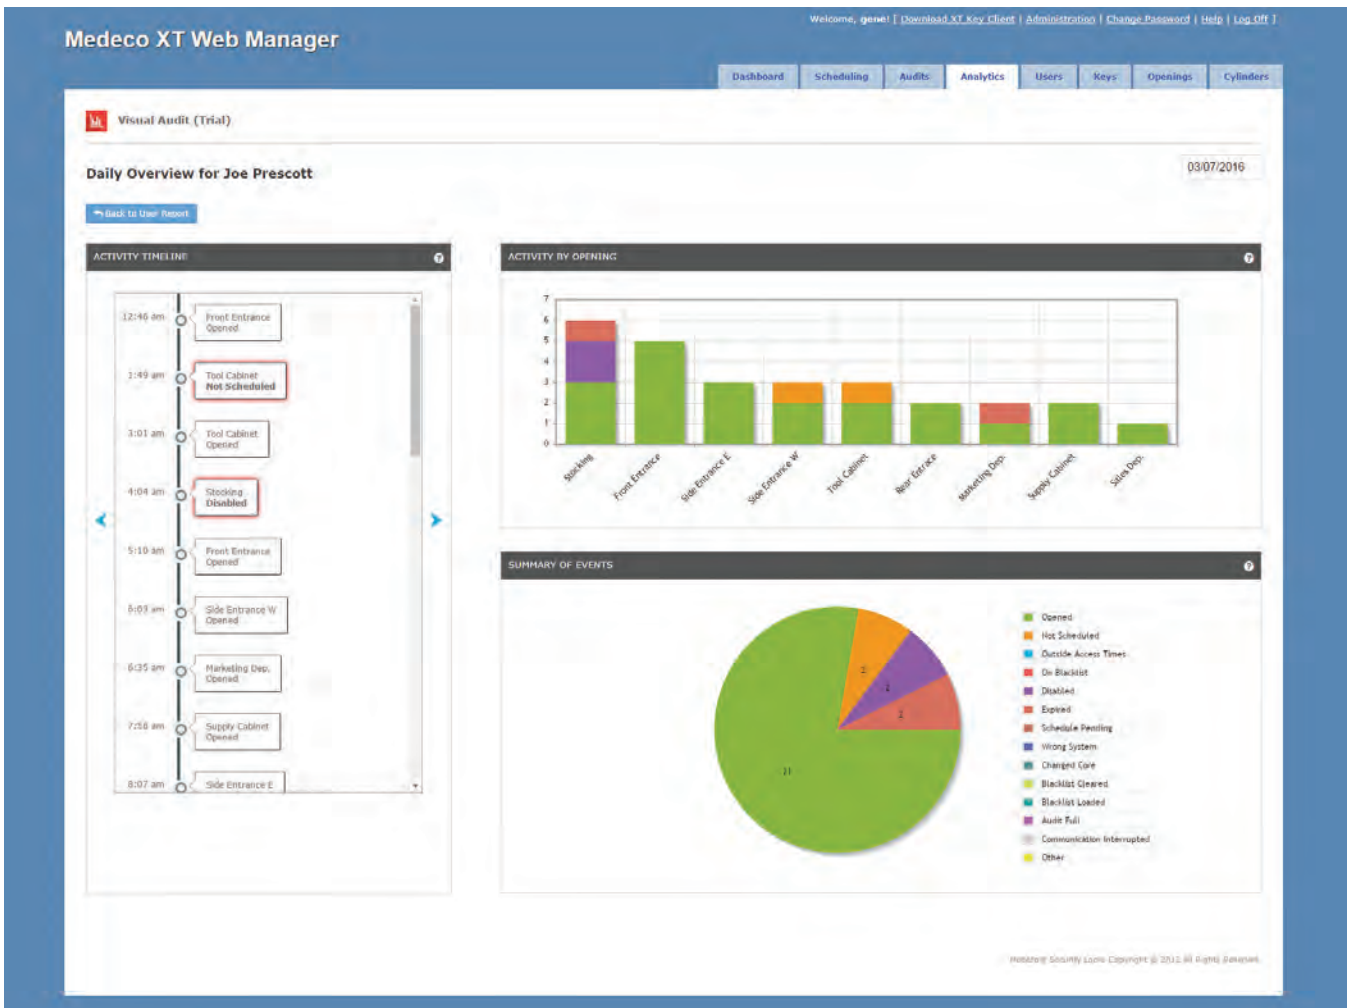 Welcome, gene! [ Download XT Key Client | Administration | Change Password | Help | Log Off ]
Medeco XT Web Manager
Dashboard Scheduling Audits Analytics Users Keys Openings Cylinders
Visual Audit (Trial)
Daily Overview for Joe Prescott
03/07/2016
Back to User Report
ACTIVITY TIMELINE
12:46 am
Front Entrance
Opened
1:49 am
Tool Cabinet
Not Scheduled
3:01 am
Tool Cabinet
Opened
4:04 am
Stocking
Disabled
5:10 am
Front Entrance
Opened
6:03 am
Side Entrance W
Opened
6:35 am
Marketing Dep.
Opened
7:56 am
Supply Cabinet
Opened
8:07 am
Side Entrance E
ACTIVITY BY OPENING
7
6
5
4
3
2
1
0
Stocking
Front Entrance
Side Entrance E
Side Entrance W
Tool Cabinet
Rear Entrace
Marketing Dep.
Supply Cabinet
Sales Dep.
SUMMARY OF EVENTS
2
2
2
21
Opened
Not Scheduled
Outside Access Times
On Blacklist
Disabled
Expired
Schedule Pending
Wrong System
Changed Core
Blacklist Cleared
Blacklist Loaded
Audit Full
Communication Interrupted
Other
Security Copyright © 2012 All Rights Reserved